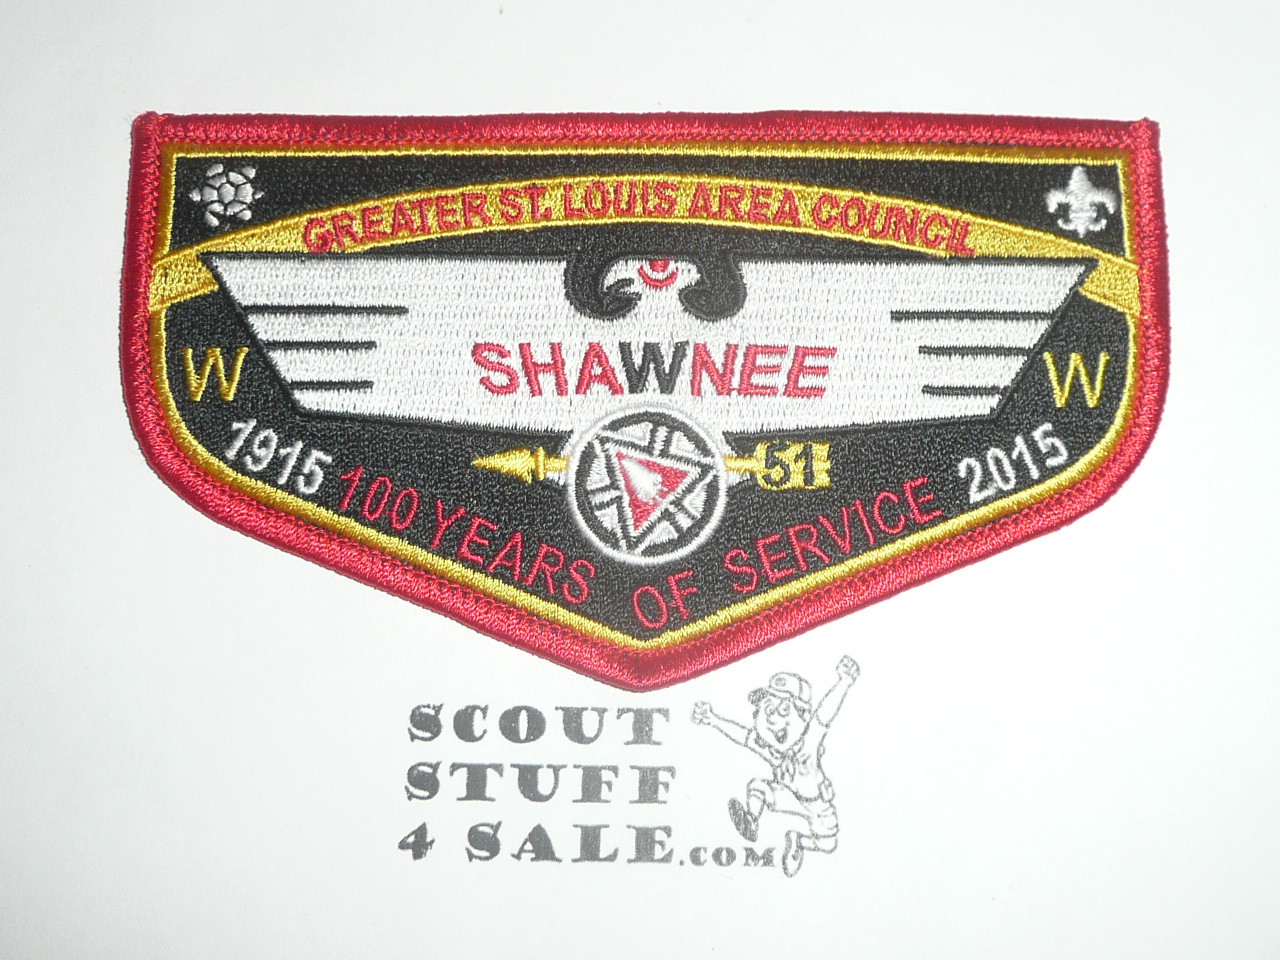 GREATER ST. LOUIS AREA COUNCIL
SHAWNEE
W W
51
1915 100 YEARS OF SERVICE 2015
SCOUT
STUFF
4 SALE.COM